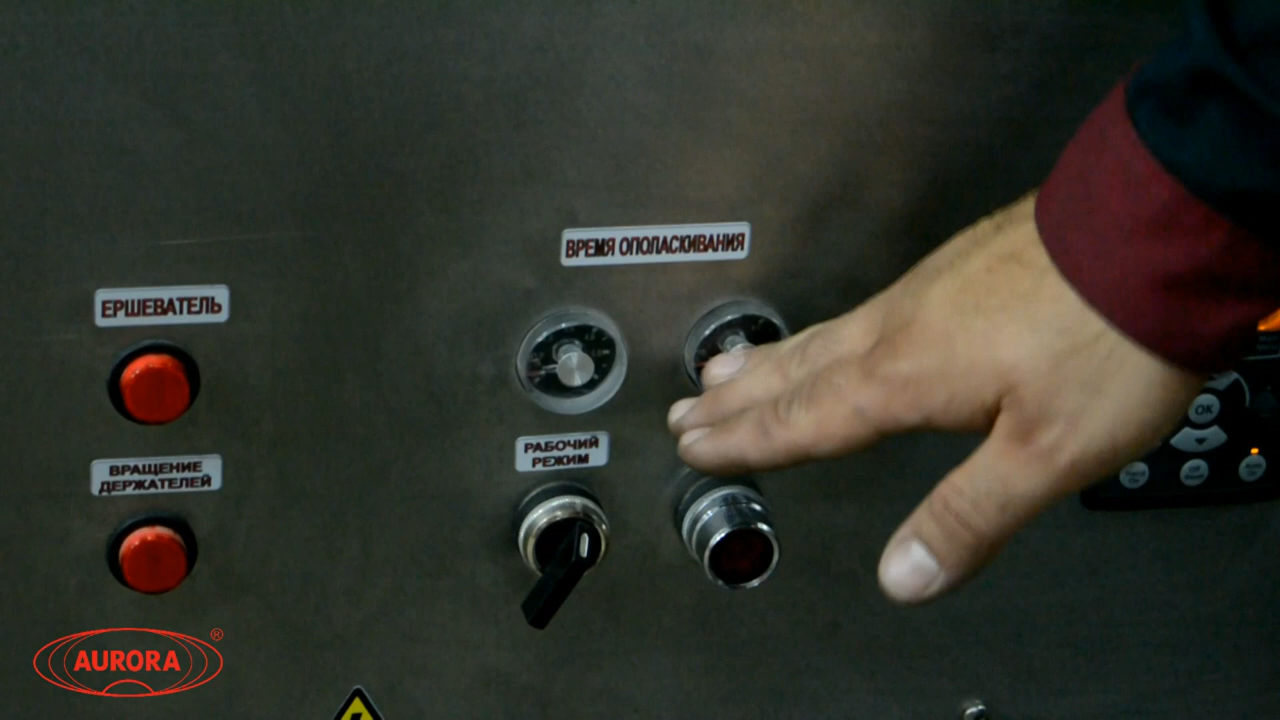 ВРЕМЯ ОПОЛАСКИВАНИЯ
ЕРШЕВАТЕЛЬ
РАБОЧИЙ
РЕЖИМ
ВРАЩЕНИЕ
ДЕРЖАТЕЛЕЙ
OK
AURORA®